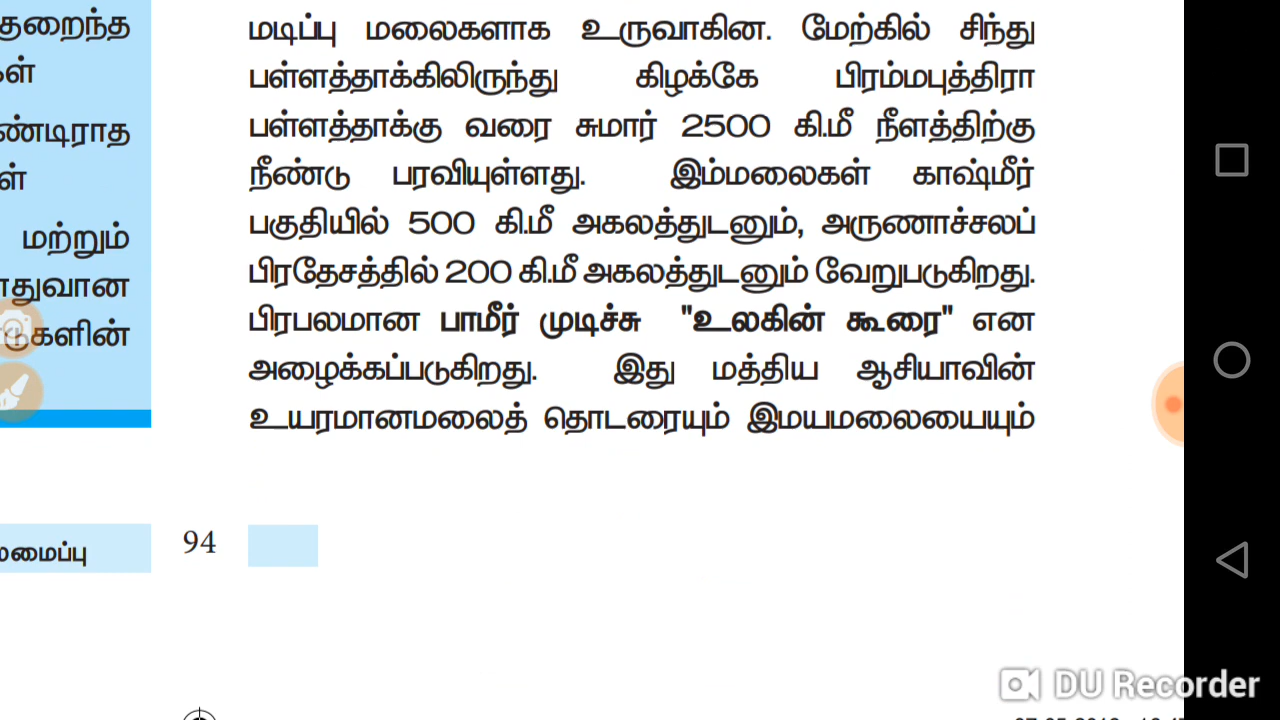 குறைந்த
ள்
ண்டிராத
ள்
மற்றும்
துவான
களின்
மடிப்பு மலைகளாக உருவாகின. மேற்கில் சிந்து
பள்ளத்தாக்கிலிருந்து கிழக்கே பிரம்மபுத்திரா
பள்ளத்தாக்கு வரை சுமார் 2500 கி.மீ நீளத்திற்கு
நீண்டு பரவியுள்ளது. இம்மலைகள் காஷ்மீர்
பகுதியில் 500 கி.மீ அகலத்துடனும், அருணாச்சலப்
பிரதேசத்தில் 200 கி.மீ அகலத்துடனும் வேறுபடுகிறது.
பிரபலமான பாமீர் முடிச்சு "உலகின் கூரை" என
அழைக்கப்படுகிறது. இது மத்திய ஆசியாவின்
உயரமானமலைத் தொடரையும் இமயமலையையும்
மைப்பு 94
DU Recorder